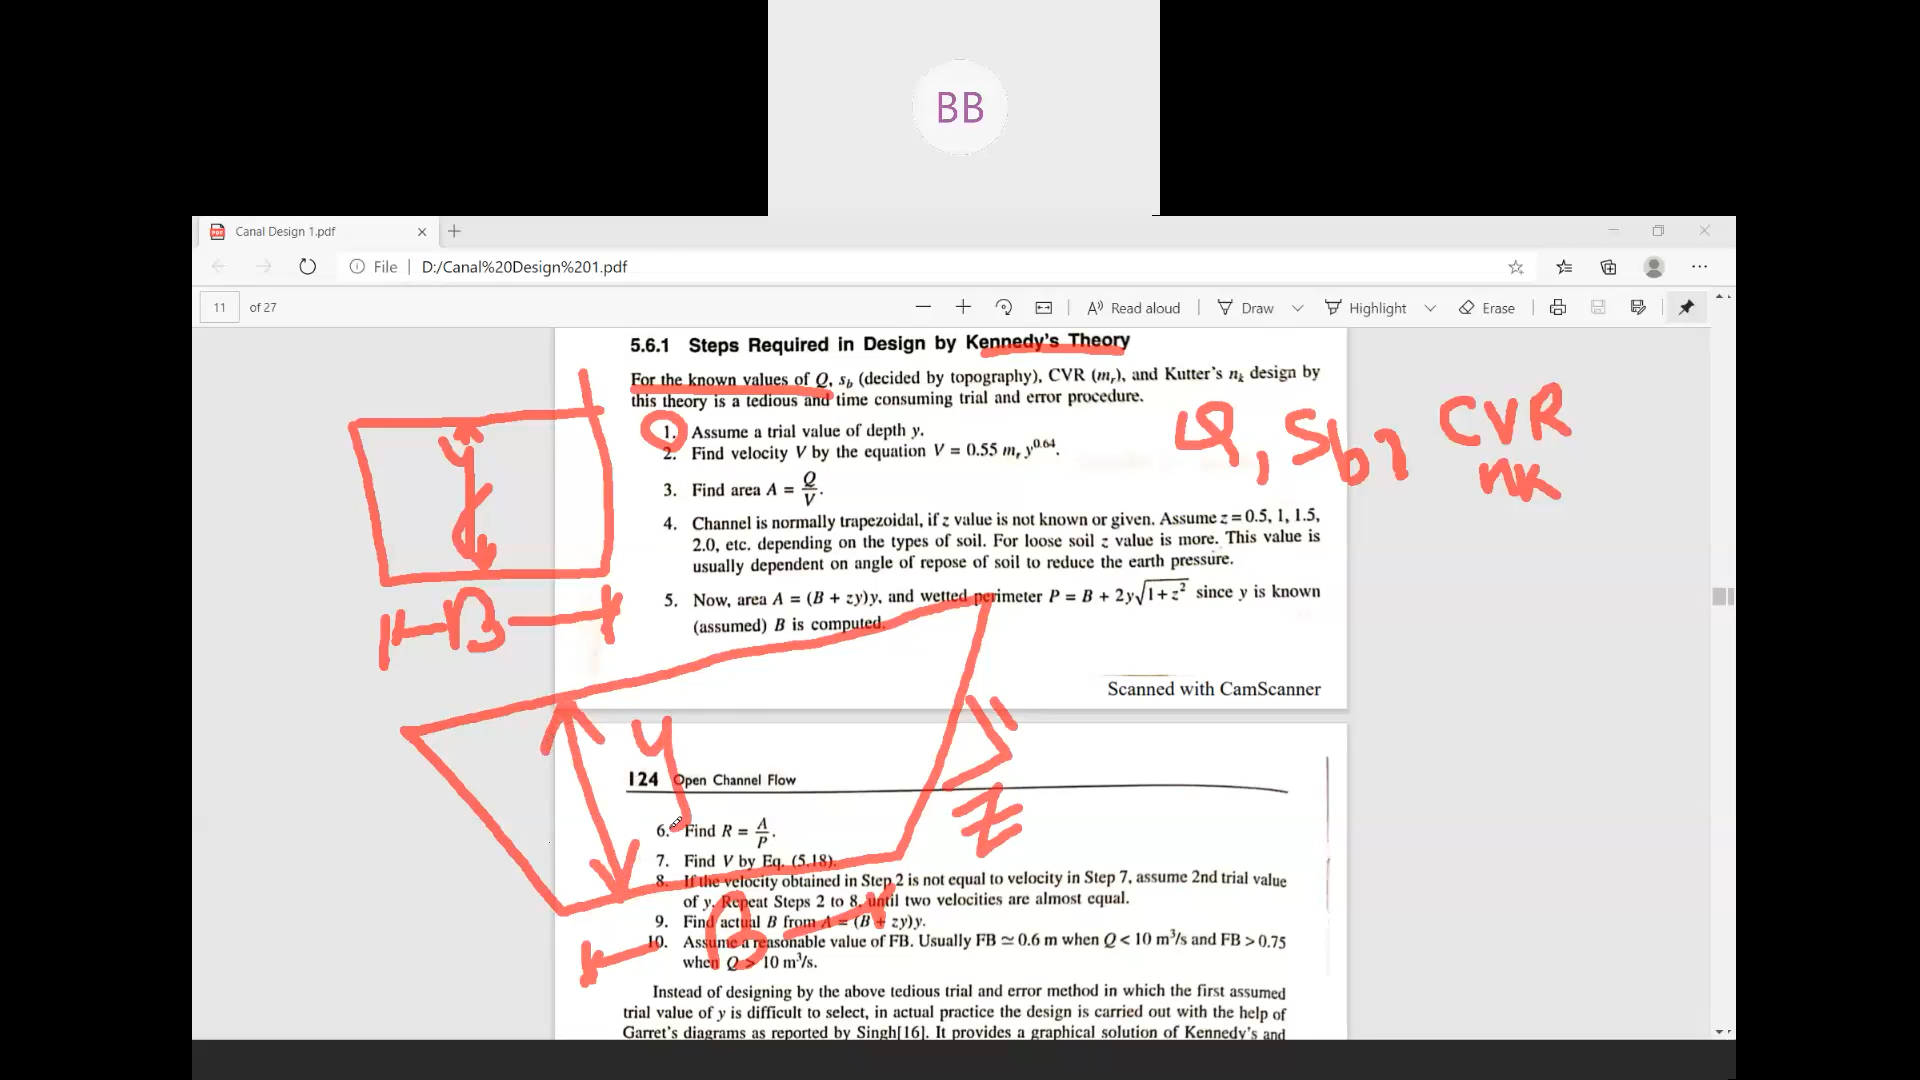 BB
Canal Design 1.pdf
File | D:/Canal%20Design%201.pdf
11 of 27
Read aloud Draw Highlight Erase
5.6.1 Steps Required in Design by Kennedy's Theory
For the known values of Q, s_b (decided by topography), CVR (m_r), and Kutter's n_k design by
this theory is a tedious and time consuming trial and error procedure.
1. Assume a trial value of depth y.
2. Find velocity V by the equation V = 0.55 m_r y^0.64.
3. Find area A = Q/V.
4. Channel is normally trapezoidal, if z value is not known or given. Assume z = 0.5, 1, 1.5,
2.0, etc. depending on the types of soil. For loose soil z value is more. This value is
usually dependent on angle of repose of soil to reduce the earth pressure.
5. Now, area A = (B + zy)y, and wetted perimeter P = B + 2y√(1+z²) since y is known
(assumed) B is computed.
Scanned with CamScanner
Q, Sb, CVR
nK
y
B
y
z
B
124 Open Channel Flow
6. Find R = A/P.
7. Find V by Eq. (5.18).
8. If the velocity obtained in Step 2 is not equal to velocity in Step 7, assume 2nd trial value
of y. Repeat Steps 2 to 8, until two velocities are almost equal.
9. Find actual B from A = (B + zy)y.
10. Assume a reasonable value of FB. Usually FB ≃ 0.6 m when Q < 10 m³/s and FB > 0.75
when Q > 10 m³/s.
Instead of designing by the above tedious trial and error method in which the first assumed
trial value of y is difficult to select, in actual practice the design is carried out with the help of
Garret's diagrams as reported by Singh[16]. It provides a graphical solution of Kennedy's and